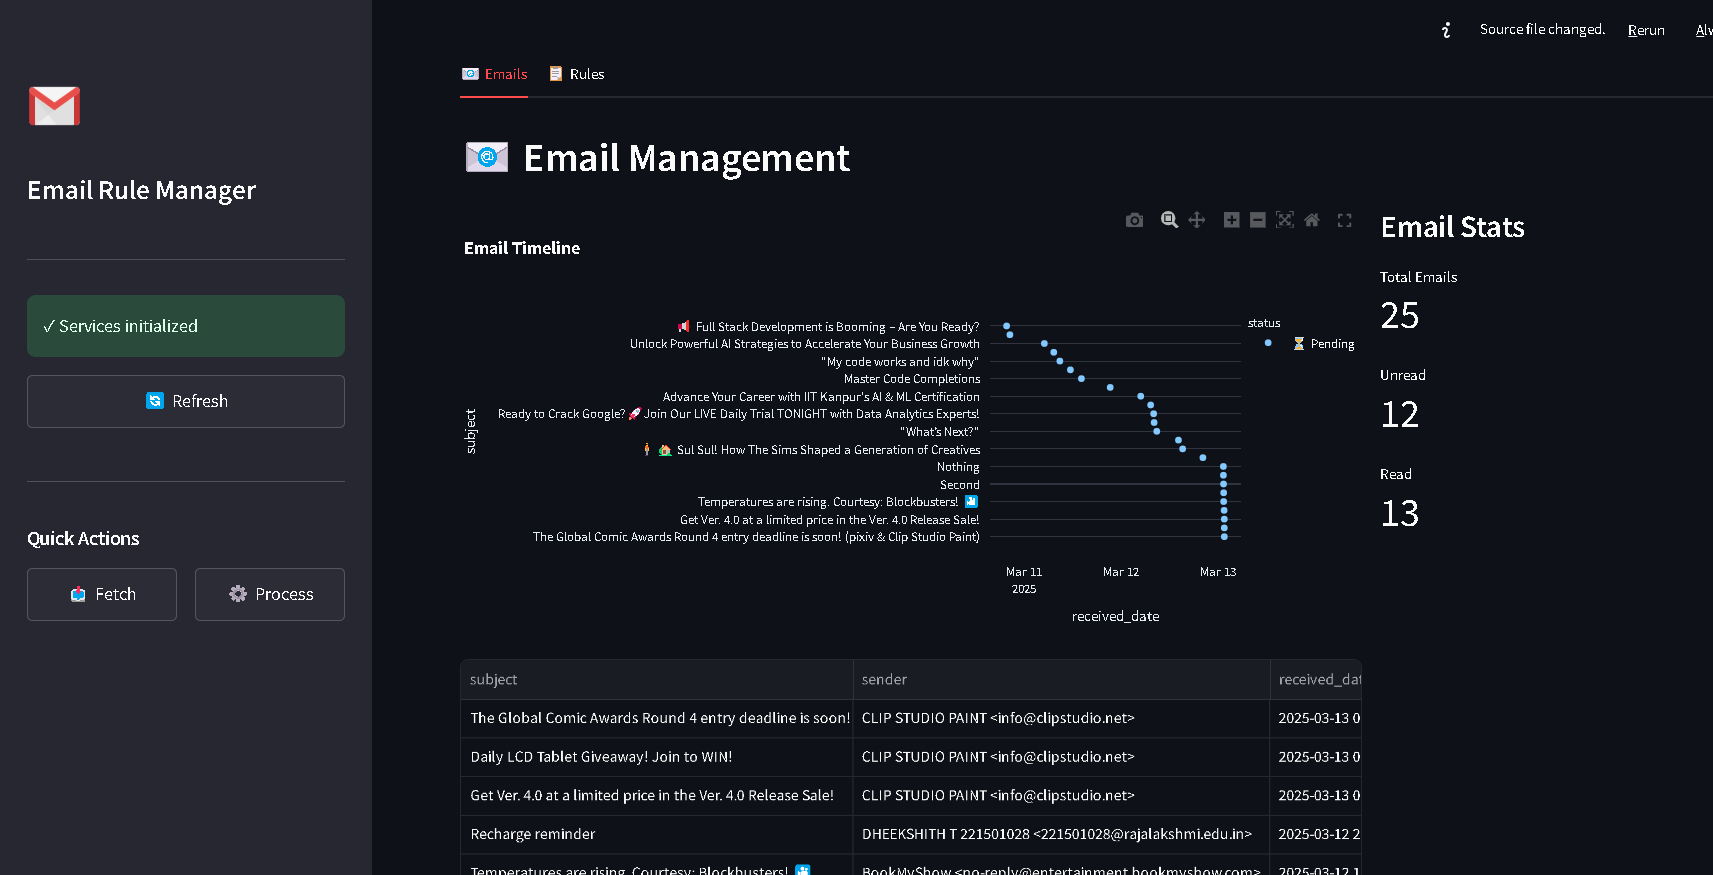 Source file changed. Rerun
Emails Rules
Email Rule Manager
✓ Services initialized
Refresh
Quick Actions
Fetch Process
Email Management
Email Timeline
subject
📢 Full Stack Development is Booming – Are You Ready?
Unlock Powerful AI Strategies to Accelerate Your Business Growth
"My code works and idk why"
Master Code Completions
Advance Your Career with IIT Kanpur's AI & ML Certification
Ready to Crack Google? 🚀 Join Our LIVE Daily Trial TONIGHT with Data Analytics Experts!
"What's Next?"
🧍 🏠 Sul Sul! How The Sims Shaped a Generation of Creatives
Nothing
Second
Temperatures are rising. Courtesy: Blockbusters! 🎦
Get Ver. 4.0 at a limited price in the Ver. 4.0 Release Sale!
The Global Comic Awards Round 4 entry deadline is soon! (pixiv & Clip Studio Paint)
Mar 11 Mar 12 Mar 13
2025
received_date
status
⏳ Pending
Email Stats
Total Emails
25
Unread
12
Read
13
subject sender received_dat
The Global Comic Awards Round 4 entry deadline is soon! CLIP STUDIO PAINT <info@clipstudio.net> 2025-03-13 0
Daily LCD Tablet Giveaway! Join to WIN! CLIP STUDIO PAINT <info@clipstudio.net> 2025-03-13 0
Get Ver. 4.0 at a limited price in the Ver. 4.0 Release Sale! CLIP STUDIO PAINT <info@clipstudio.net> 2025-03-13 0
Recharge reminder DHEEKSHITH T 221501028 <221501028@rajalakshmi.edu.in> 2025-03-12 2
Temperatures are rising. Courtesy: Blockbusters! 🎦 BookMyShow <no-reply@entertainment.bookmyshow.com> 2025-03-12 1